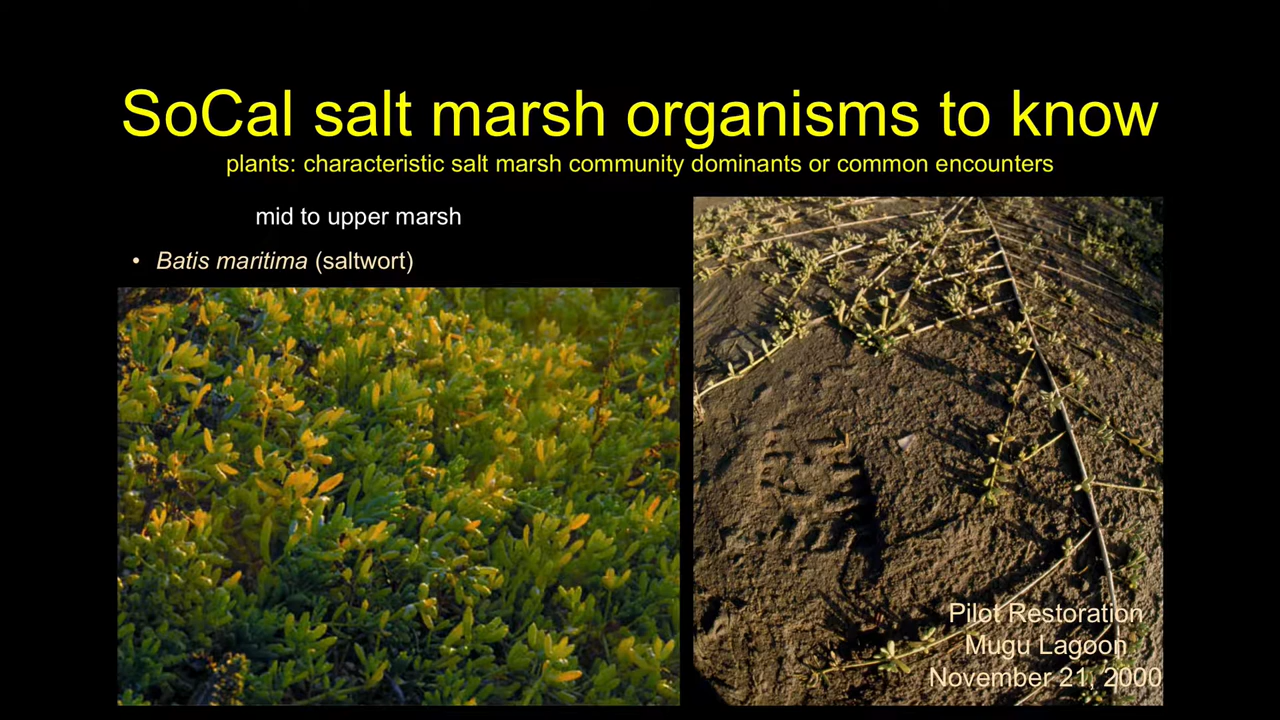 SoCal salt marsh organisms to know
plants: characteristic salt marsh community dominants or common encounters
mid to upper marsh
• Batis maritima (saltwort)
Pilot Restoration
Mugu Lagoon
November 21, 2000